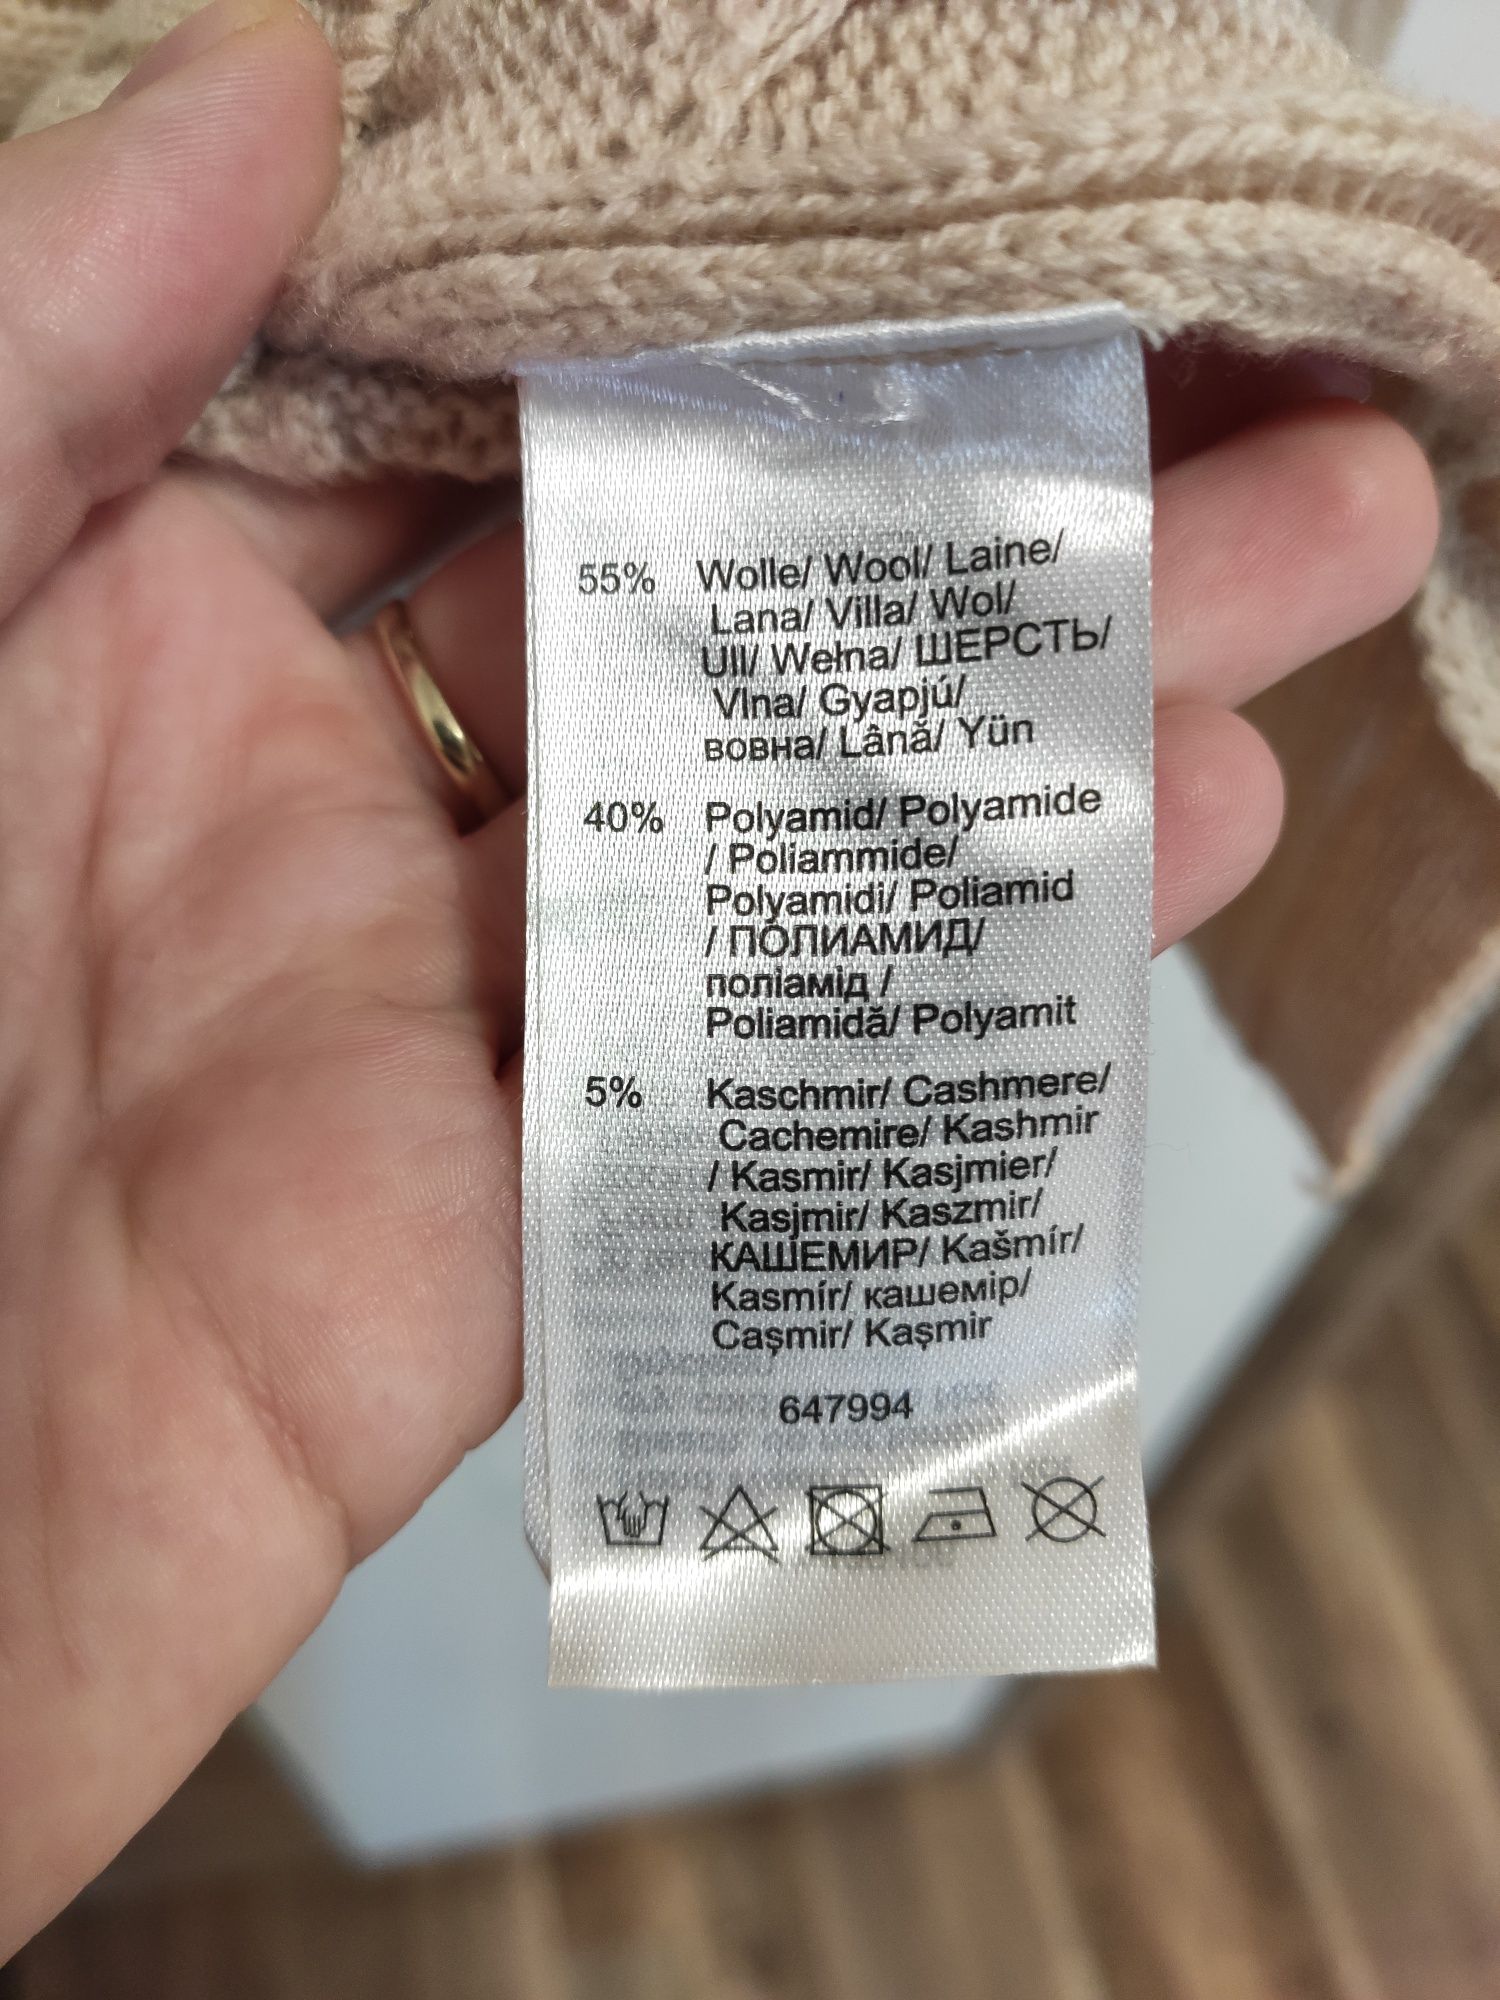 55% Wolle/ Wool/ Laine/
Lana/ Villa/ Wol/
Ull/ Wełna/ ШЕРСТЬ/
Vlna/ Gyapjú/
вовна/ Lână/ Yün
40% Polyamid/ Polyamide
/ Poliammide/
Polyamidi/ Poliamid
/ ПОЛИАМИД/
поліамід /
Poliamidă/ Polyamit
5% Kaschmir/ Cashmere/
Cachemire/ Kashmir
/ Kasmir/ Kasjmier/
Kasjmir/ Kaszmir/
КАШЕМИР/ Kašmír/
Kasmír/ кашемір/
Caşmir/ Kaşmir
647994